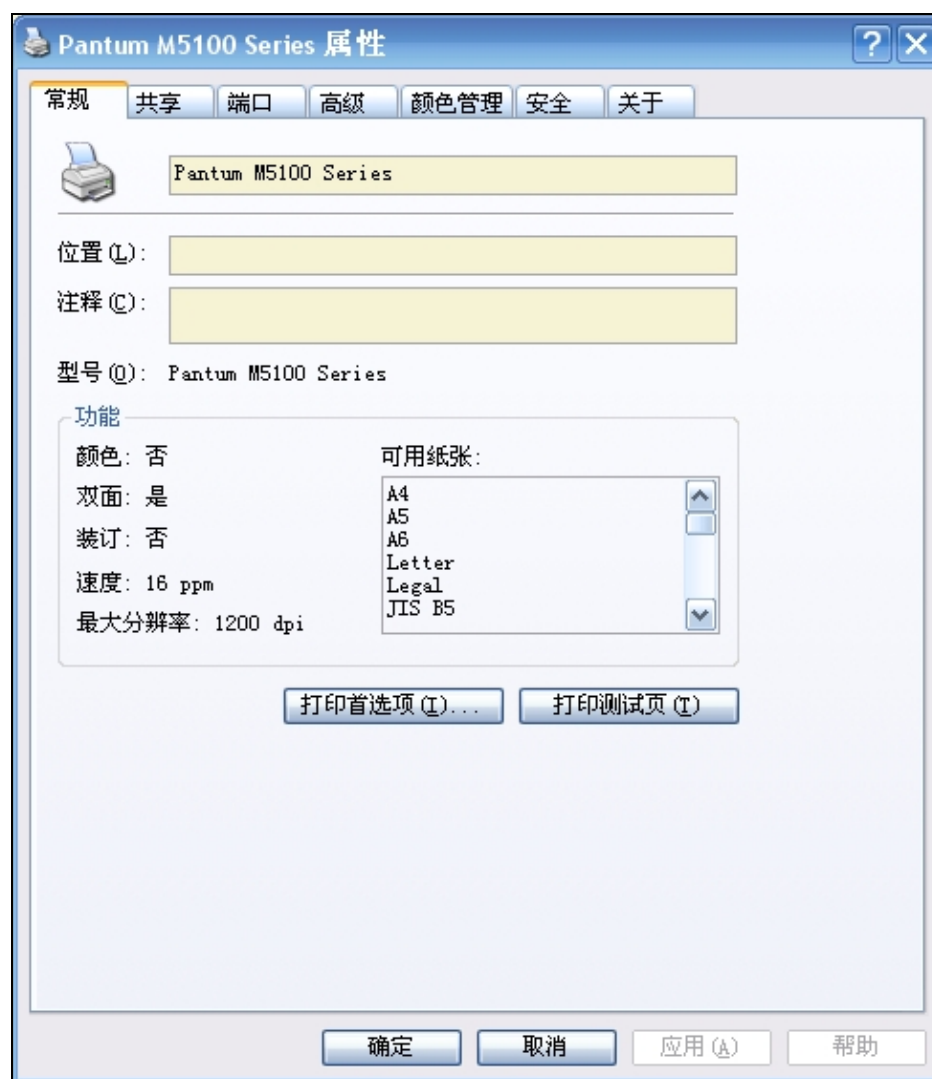 Pantum M5100 Series 属性
常规 共享 端口 高级 颜色管理 安全 关于
Pantum M5100 Series
位置(L):
注释(C):
型号(O): Pantum M5100 Series
功能
颜色: 否 可用纸张:
双面: 是 A4
A5
装订: 否 A6
Letter
速度: 16 ppm Legal
最大分辨率: 1200 dpi JIS B5
打印首选项(I)... 打印测试页(T)
确定 取消 应用(A) 帮助